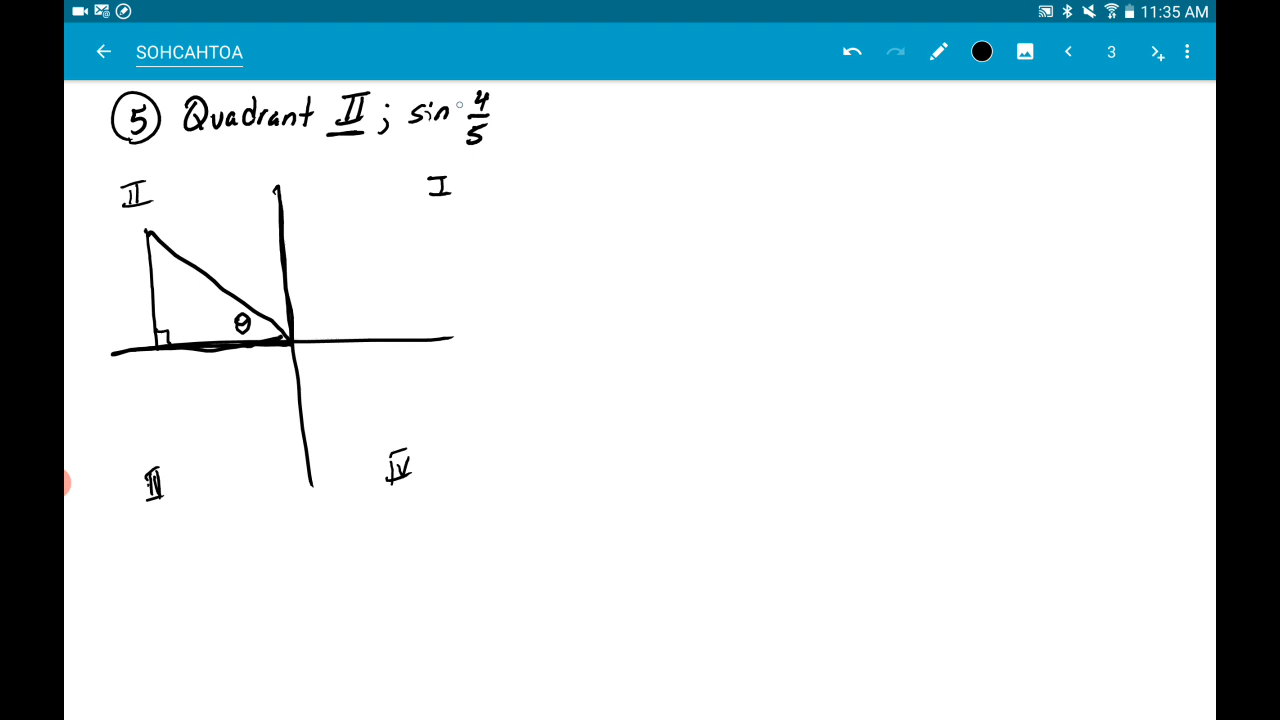 11:35 AM
SOHCAHTOA
3
⑤ Quadrant II ; sin 4/5
II
I
θ
III
IV